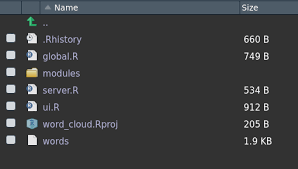 Name Size
..
.Rhistory 660 B
global.R 749 B
modules
server.R 534 B
ui.R 912 B
word_cloud.Rproj 205 B
words 1.9 KB